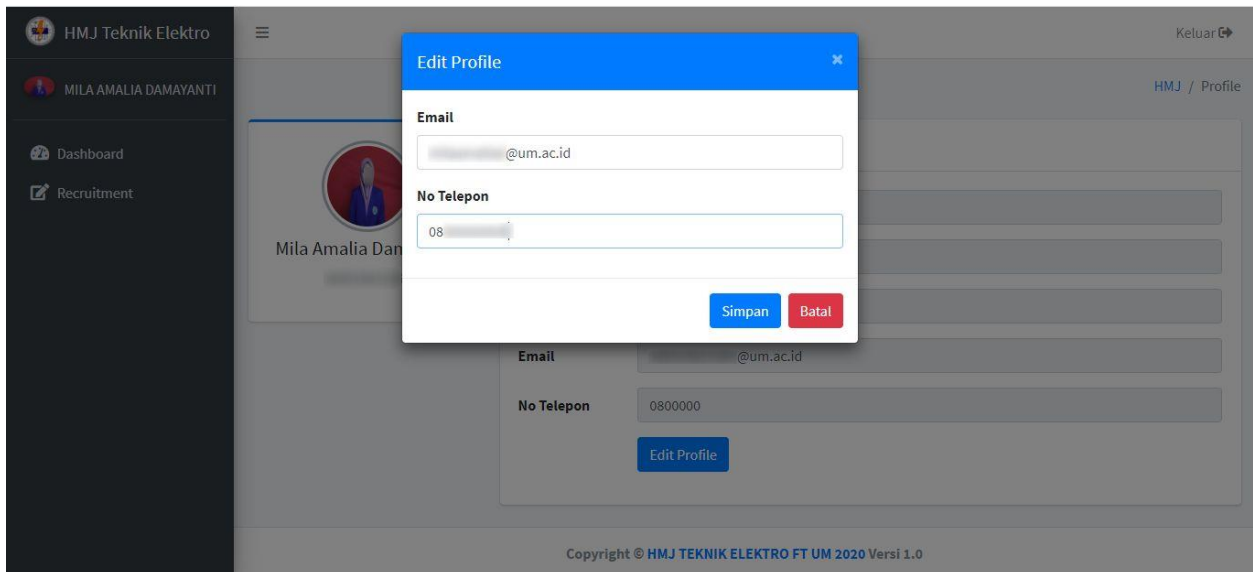 HMJ Teknik Elektro
Keluar
MILA AMALIA DAMAYANTI
HMJ / Profile
Dashboard
Recruitment
Mila Amalia Dam
Edit Profile
Email
@um.ac.id
No Telepon
08
Simpan
Batal
Email
@um.ac.id
No Telepon
0800000
Edit Profile
Copyright © HMJ TEKNIK ELEKTRO FT UM 2020 Versi 1.0